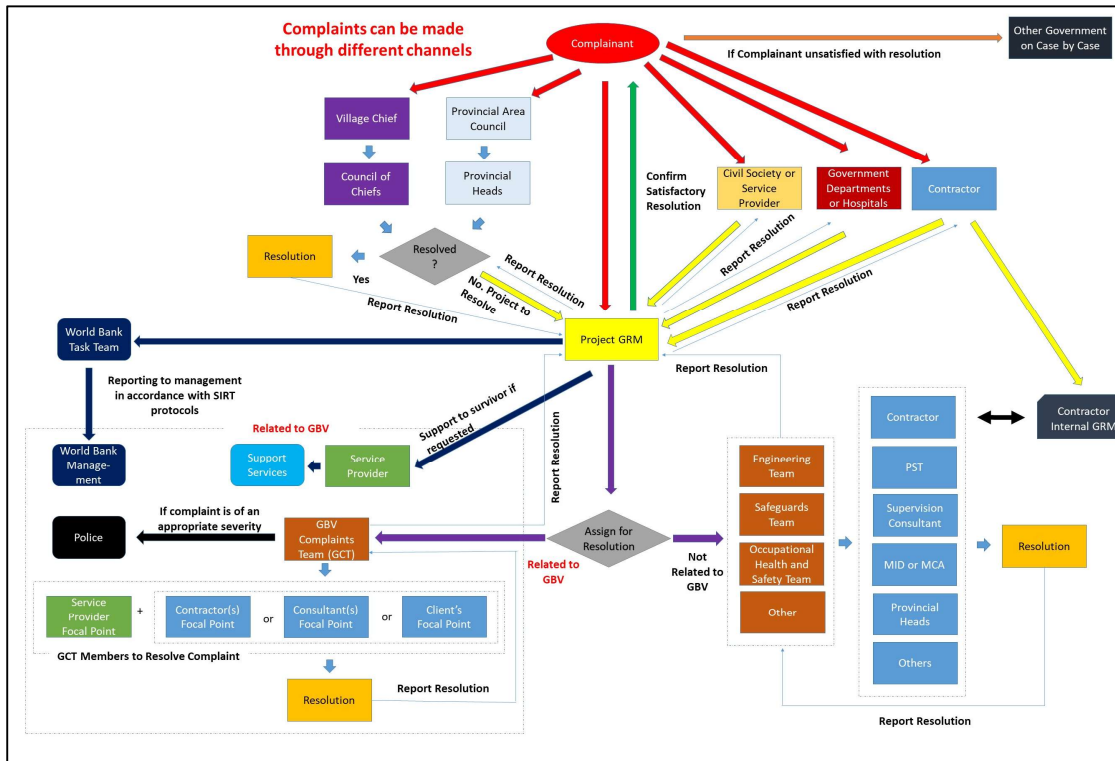 Complaints can be made
through different channels
Complainant
If Complainant unsatisfied with resolution
Other Government
on Case by Case
Village Chief
Provincial Area
Council
Council of
Chiefs
Provincial
Heads
Confirm
Satisfactory
Resolution
Civil Society or
Service
Provider
Government
Departments
or Hospitals
Contractor
Resolution
Resolved
?
Yes
Report Resolution
No. Project to
Resolve
Report Resolution
Report Resolution
Report Resolution
World Bank
Task Team
Project GRM
Report Resolution
Reporting to management
in accordance with SIRT
protocols
Related to GBV
Support to survivor if
requested
Report Resolution
World Bank
Manage-
ment
Support
Services
Service
Provider
Contractor
Contractor
Internal GRM
Engineering
Team
PST
Safeguards
Team
Supervision
Consultant
If complaint is of an
appropriate severity
Police
GBV
Complaints
Team (GCT)
Assign for
Resolution
Related to
GBV
Not
Related to
GBV
Occupational
Health and
Safety Team
MID or MCA
Resolution
Other
Provincial
Heads
Others
Service
Provider
Focal Point
+
Contractor(s)
Focal Point
or
Consultant(s)
Focal Point
or
Client's
Focal Point
GCT Members to Resolve Complaint
Resolution
Report Resolution
Report Resolution